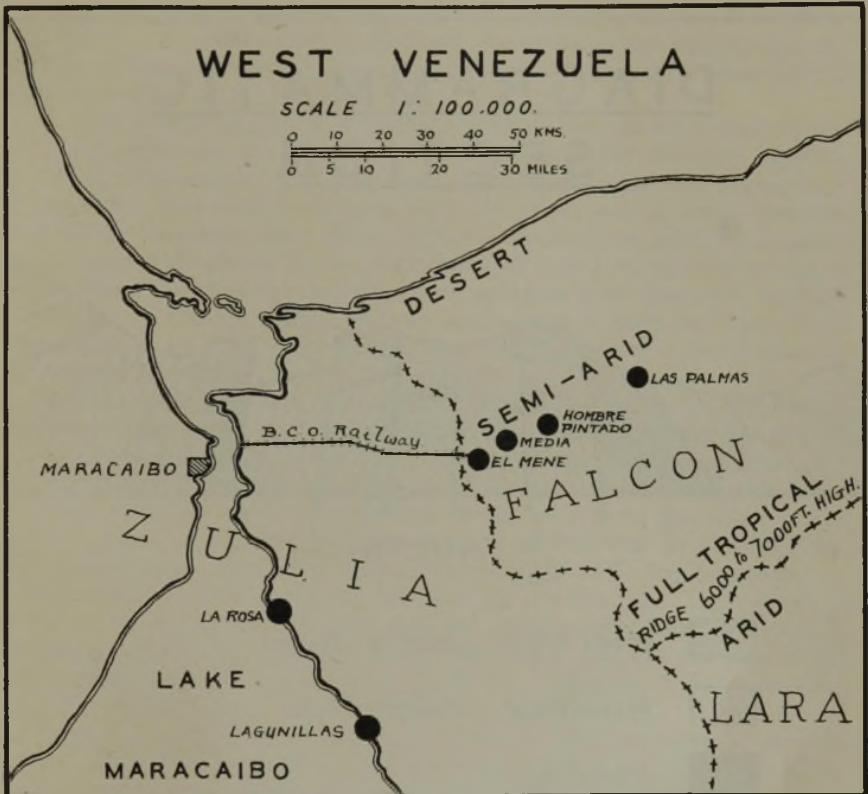 WEST VENEZUELA
SCALE 1:100.000.
0 10 20 30 40 50 KMS.
0 5 10 20 30 MILES
DESERT
SEMI-ARID
LAS PALMAS
HOMBRE
PINTADO
B.C.O. Railway.
MEDIA
EL MENE
MARACAIBO
FALCON
ZULIA
FULL TROPICAL
RIDGE 6000 to 7000FT. HIGH.
ARID
LA ROSA
LAKE
LARA
LAGUNILLAS
MARACAIBO